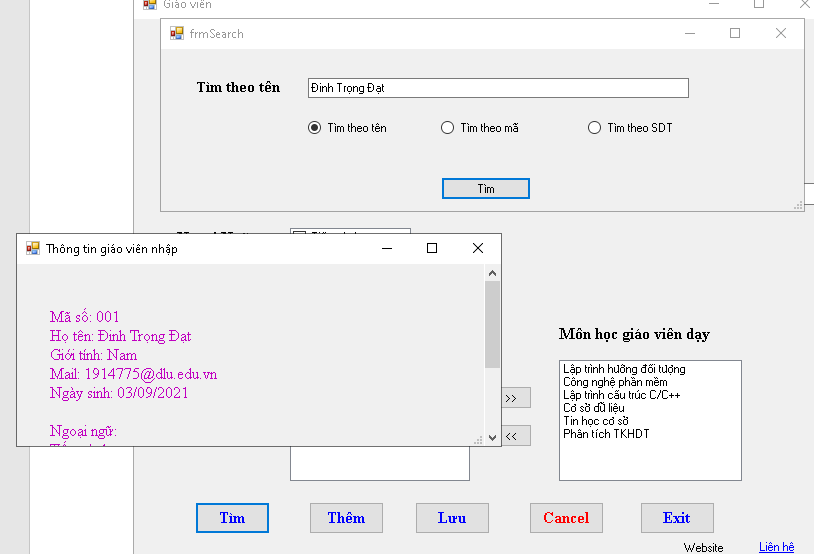 Giáo viên
frmSearch
Tìm theo tên
Đinh Trọng Đạt
Tìm theo tên
Tìm theo mã
Tìm theo SDT
Tìm
Thông tin giáo viên nhập
Mã số: 001
Họ tên: Đinh Trọng Đạt
Giới tính: Nam
Mail: 1914775@dlu.edu.vn
Ngày sinh: 03/09/2021
Ngoại ngữ:
Môn học giáo viên dạy
Lập trình hướng đối tượng
Công nghệ phần mềm
Lập trình cấu trúc C/C++
Cơ sở dũ liệu
Tin học cơ sở
Phân tích TKHDT
>>
<<
Tìm
Thêm
Lưu
Cancel
Exit
Website
Liên hê